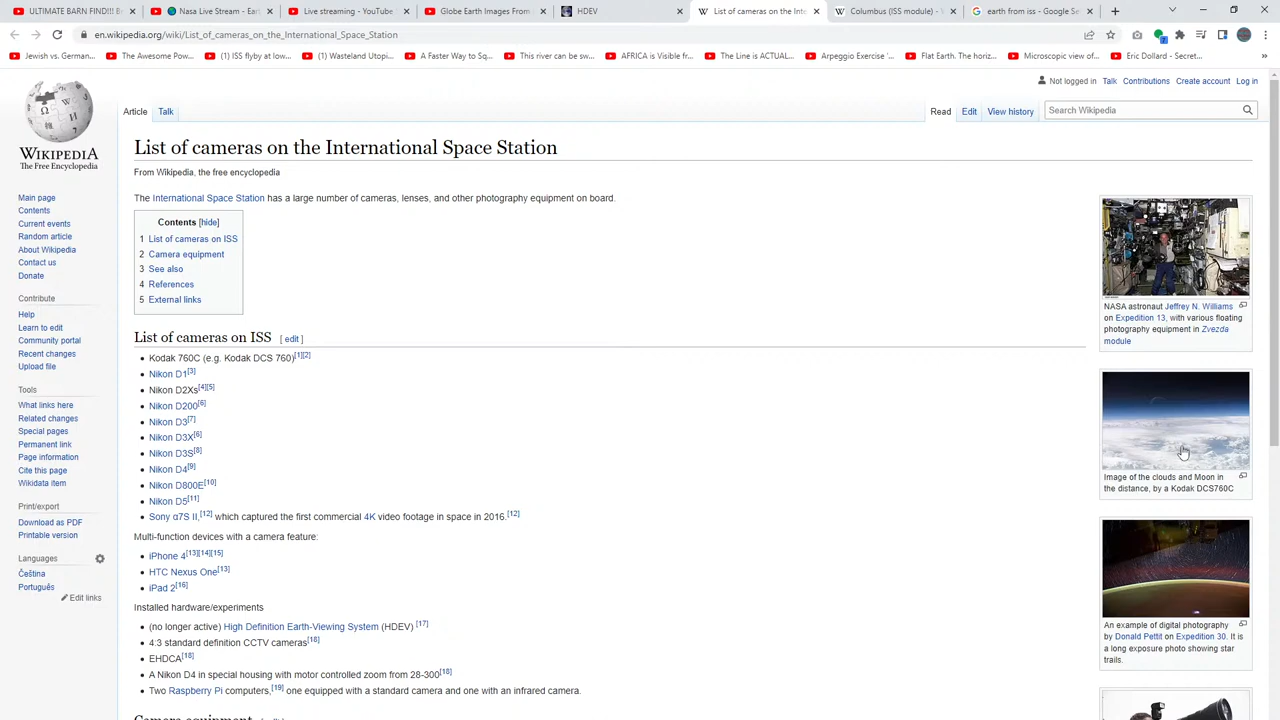 ULTIMATE BARN FIND!!! B
Nasa Live Stream - Ear
Live streaming - YouTube
Globe Earth Images From
HDEV
List of cameras on the Inte
Columbus (ISS module) - W
earth from iss - Google Se
en.wikipedia.org/wiki/List_of_cameras_on_the_International_Space_Station
Jewish vs. German...
The Awesome Pow...
(1) ISS flyby at low...
(1) Wasteland Utopi...
A Faster Way to Sq...
This river can be sw...
AFRICA is Visible fr...
The Line is ACTUAL...
Arpeggio Exercise '...
Flat Earth. The horiz...
Microscopic view of...
Eric Dollard - Secret...
»
Not logged in Talk Contributions Create account Log in
Article Talk
Read Edit View history Search Wikipedia
WIKIPEDIA
The Free Encyclopedia
Main page
Contents
Current events
Random article
About Wikipedia
Contact us
Donate
Contribute
Help
Learn to edit
Community portal
Recent changes
Upload file
Tools
What links here
Related changes
Special pages
Permanent link
Page information
Cite this page
Wikidata item
Print/export
Download as PDF
Printable version
Languages
Čeština
Português
Edit links
List of cameras on the International Space Station
From Wikipedia, the free encyclopedia
The International Space Station has a large number of cameras, lenses, and other photography equipment on board.
Contents [hide]
1 List of cameras on ISS
2 Camera equipment
3 See also
4 References
5 External links
List of cameras on ISS [ edit ]
• Kodak 760C (e.g. Kodak DCS 760)[1][2]
• Nikon D1[3]
• Nikon D2Xs[4][5]
• Nikon D200[6]
• Nikon D3[7]
• Nikon D3X[6]
• Nikon D3S[8]
• Nikon D4[9]
• Nikon D800E[10]
• Nikon D5[11]
• Sony α7S II,[12] which captured the first commercial 4K video footage in space in 2016.[12]
Multi-function devices with a camera feature:
• iPhone 4[13][14][15]
• HTC Nexus One[13]
• iPad 2[16]
Installed hardware/experiments
• (no longer active) High Definition Earth-Viewing System (HDEV) [17]
• 4:3 standard definition CCTV cameras[18]
• EHDCA[18]
• A Nikon D4 in special housing with motor controlled zoom from 28-300[18]
• Two Raspberry Pi computers,[19] one equipped with a standard camera and one with an infrared camera.
Camera equipment [ edit ]
NASA astronaut Jeffrey N. Williams
on Expedition 13, with various floating
photography equipment in Zvezda
module
Image of the clouds and Moon in
the distance, by a Kodak DCS760C
An example of digital photography
by Donald Pettit on Expedition 30. It is
a long exposure photo showing star
trails.